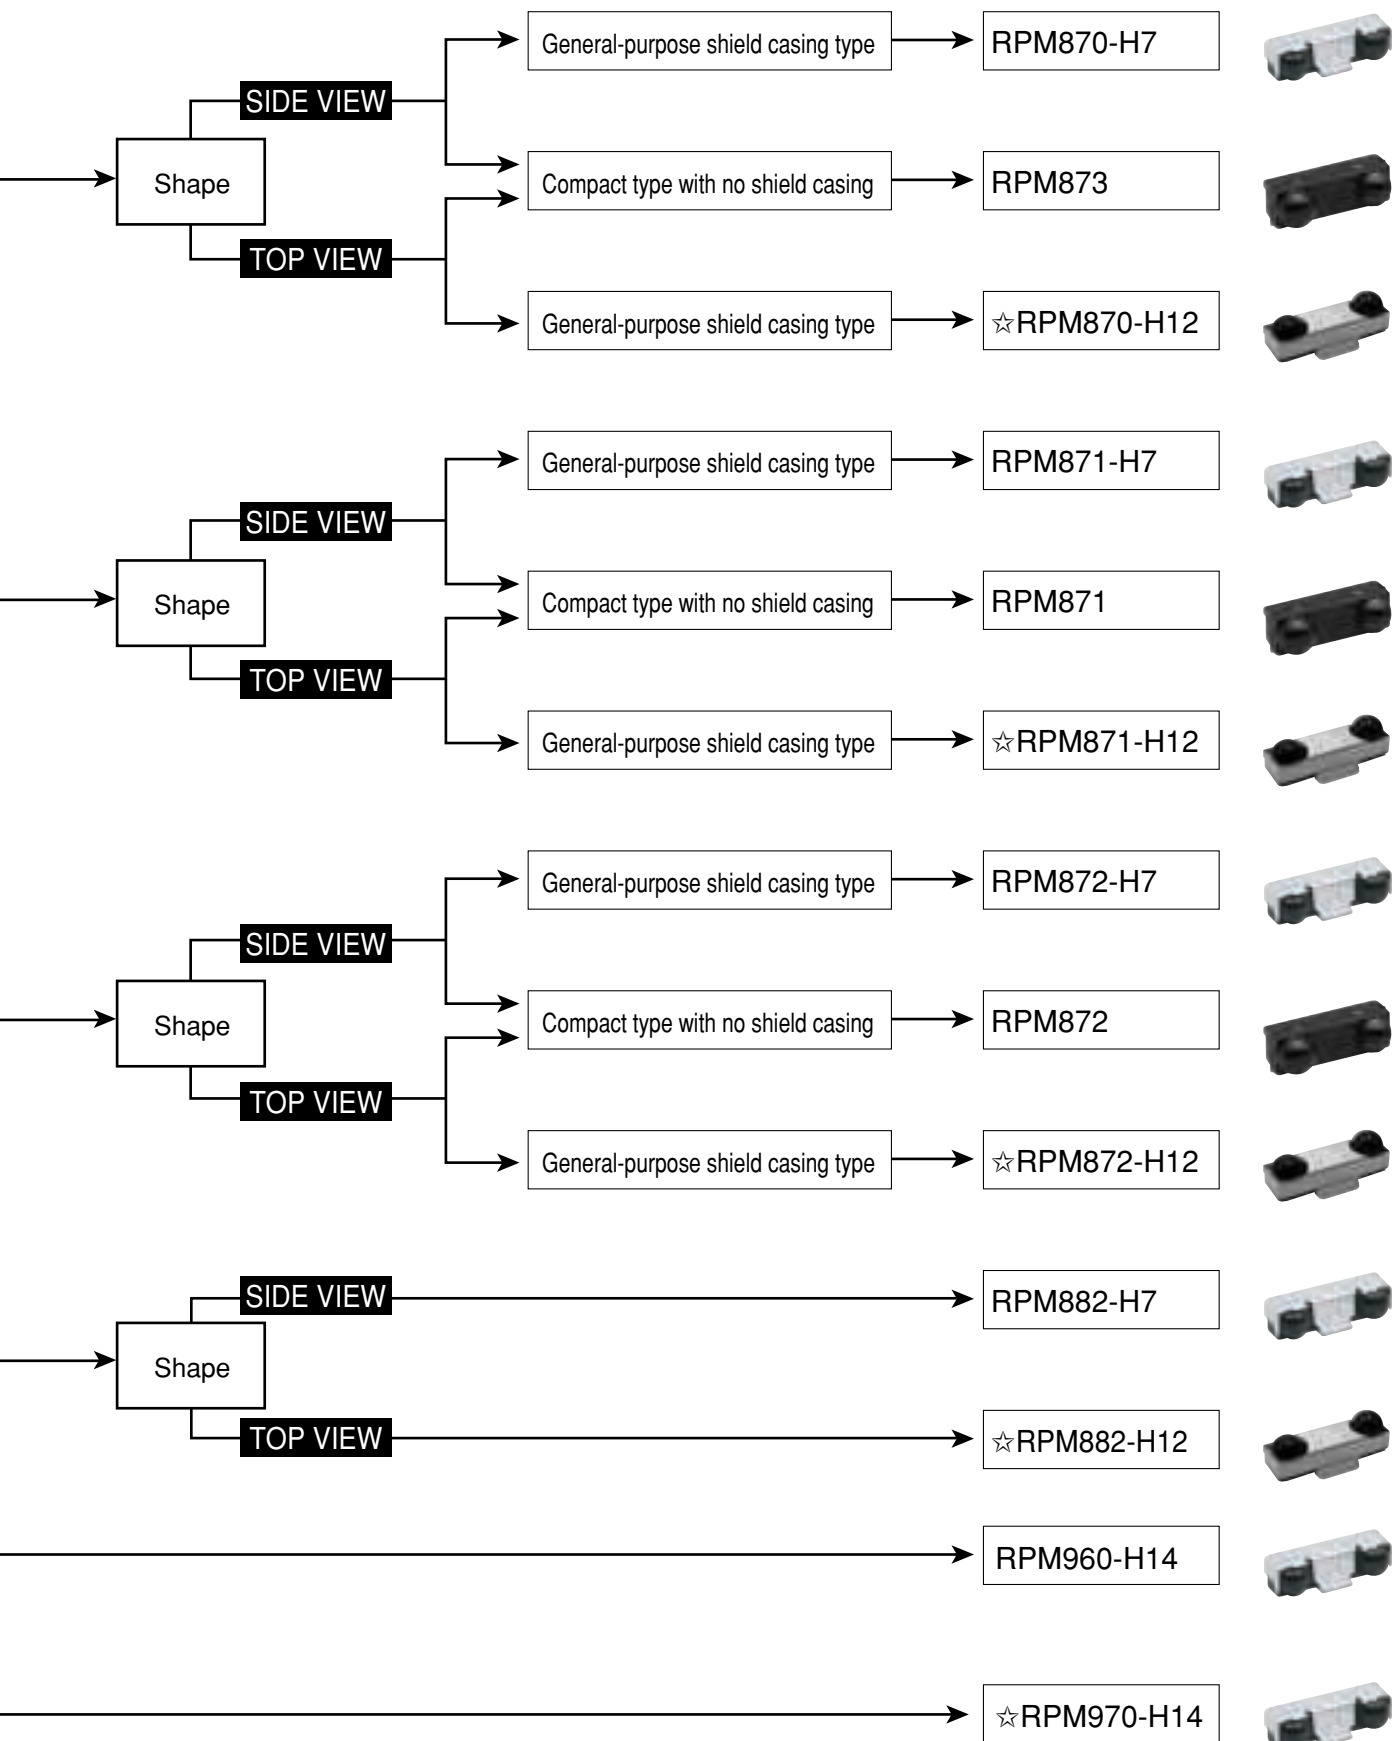 General-purpose shield casing type
RPM870-H7
SIDE VIEW
Shape
Compact type with no shield casing
RPM873
TOP VIEW
General-purpose shield casing type
☆RPM870-H12
General-purpose shield casing type
RPM871-H7
SIDE VIEW
Shape
Compact type with no shield casing
RPM871
TOP VIEW
General-purpose shield casing type
☆RPM871-H12
General-purpose shield casing type
RPM872-H7
SIDE VIEW
Shape
Compact type with no shield casing
RPM872
TOP VIEW
General-purpose shield casing type
☆RPM872-H12
SIDE VIEW
RPM882-H7
Shape
TOP VIEW
☆RPM882-H12
RPM960-H14
☆RPM970-H14